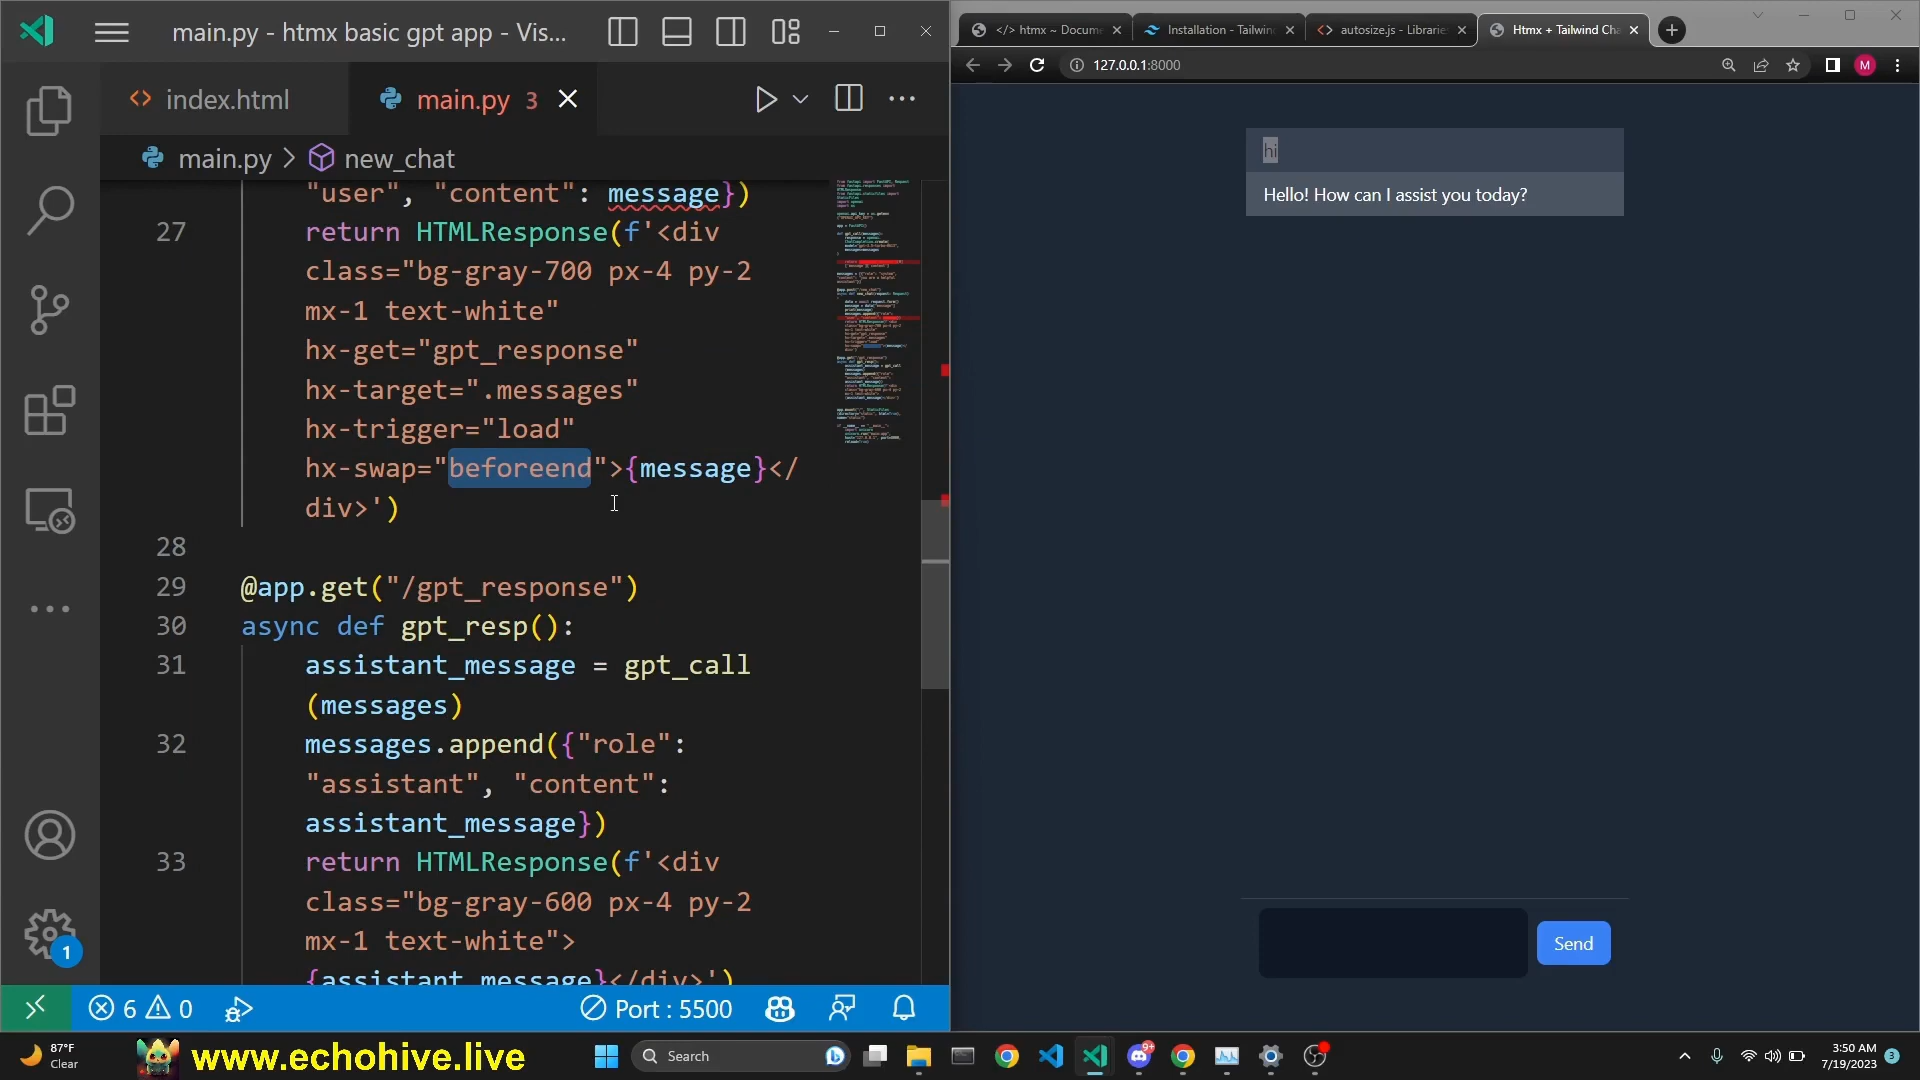 main.py - htmx basic gpt app - Vis...
index.html
main.py 3
main.py > new_chat
"user", "content": message})
27 return HTMLResponse(f'<div
class="bg-gray-700 px-4 py-2
mx-1 text-white"
hx-get="gpt_response"
hx-target=".messages"
hx-trigger="load"
hx-swap="beforeend">{message}</
div>')
28
29 @app.get("/gpt_response")
30 async def gpt_resp():
31 assistant_message = gpt_call
(messages)
32 messages.append({"role":
"assistant", "content":
assistant_message})
33 return HTMLResponse(f'<div
class="bg-gray-600 px-4 py-2
mx-1 text-white">
{assistant_message}</div>')
1
6 0
Port : 5500
</> htmx ~ Docume
Installation - Tailwin
autosize.js - Libraries
Htmx + Tailwind Cha
127.0.0.1:8000
M
hi
Hello! How can I assist you today?
Send
87°F
Clear
www.echohive.live
Search
9+
3:50 AM
7/19/2023
3